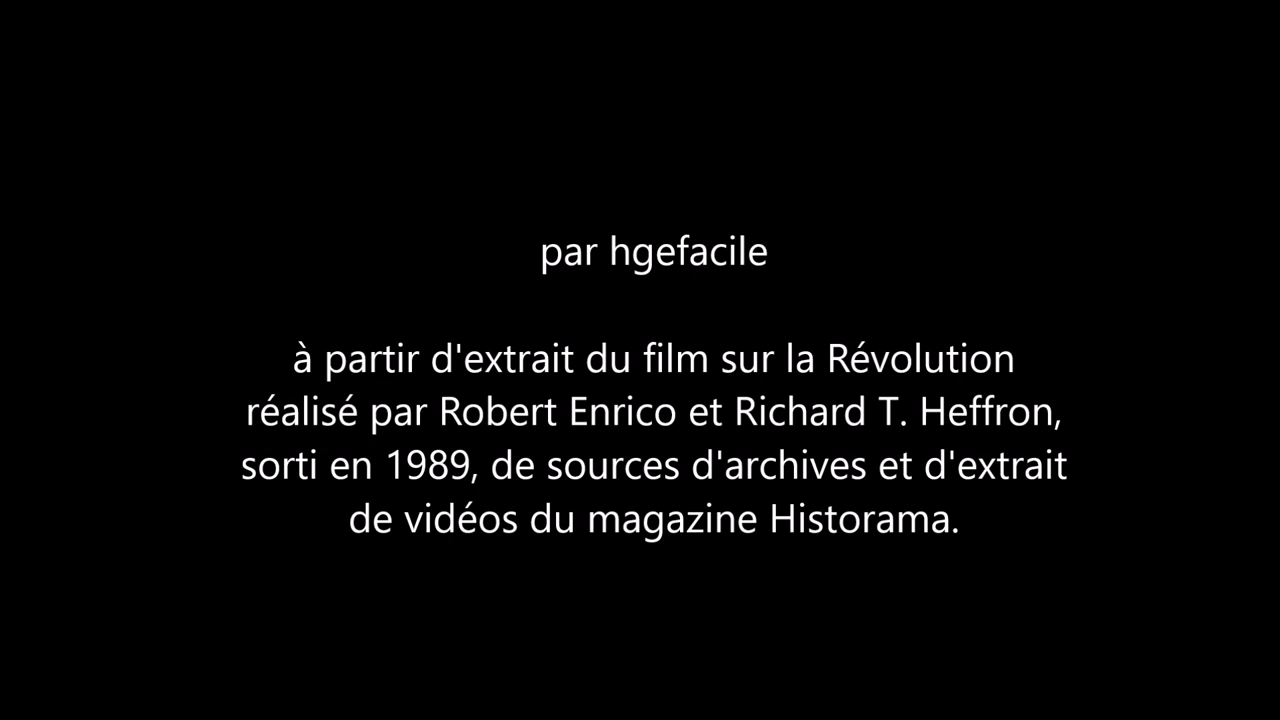 par hgefacile
à partir d'extrait du film sur la Révolution
réalisé par Robert Enrico et Richard T. Heffron,
sorti en 1989, de sources d'archives et d'extrait
de vidéos du magazine Historama.